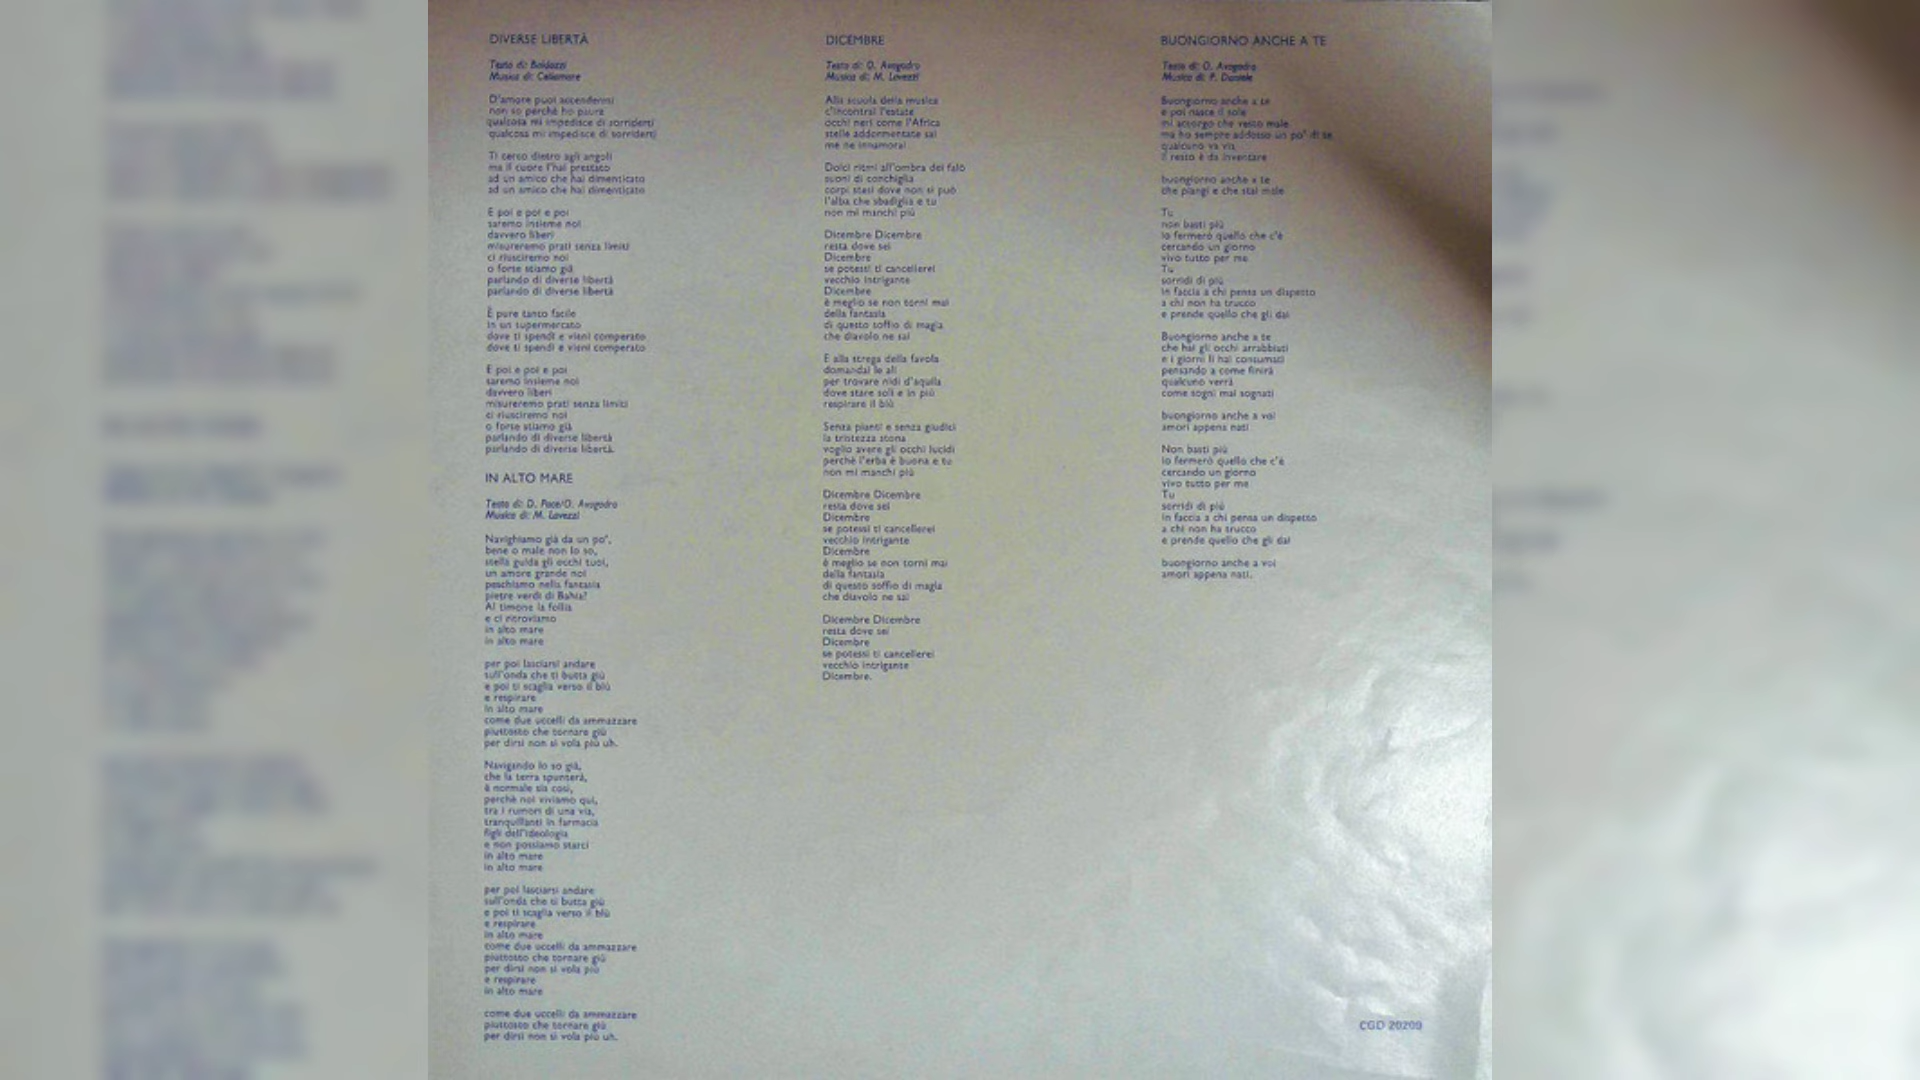 DIVERSE LIBERTÀ
Testo di: Baldazzi
Musica di: Cellamare
D'amore puoi accendermi
non so perchè ho paura
qualcosa mi impedisce di sorriderti
qualcosa mi impedisce di sorriderti
Ti cerco dietro agli angoli
ma il cuore l'hai prestato
ad un amico che hai dimenticato
ad un amico che hai dimenticato
E poi e poi e poi
saremo insieme noi
davvero liberi
misureremo prati senza limiti
ci riusciremo noi
o forse stiamo già
parlando di diverse libertà
parlando di diverse libertà
È pure tanto facile
in un supermercato
dove ti spendi e vieni comperato
dove ti spendi e vieni comperato
E poi e poi e poi
saremo insieme noi
davvero liberi
misureremo prati senza limiti
ci riusciremo noi
o forse stiamo già
parlando di diverse libertà
parlando di diverse libertà.
IN ALTO MARE
Testo di: D. Pace/O. Avogadro
Musica di: M. Lavezzi
Navighiamo già da un po',
bene o male non lo so,
stella guida gli occhi tuoi,
un amore grande noi
peschiamo nella fantasia
pietre verdi di Bahia!
Al timone la follia
e ci ritroviamo
in alto mare
in alto mare
per poi lasciarsi andare
sull'onda che ti butta giù
e poi ti scaglia verso il blù
e respirare
in alto mare
come due uccelli da ammazzare
piuttosto che tornare giù
per dirsi non si vola più uh.
Navigando lo so già,
che la terra spunterà,
è normale sia così,
perchè noi viviamo qui,
tra i rumori di una via,
tranquillanti in farmacia
figli dell'ideologia
e non possiamo starci
in alto mare
in alto mare
per poi lasciarsi andare
sull'onda che ti butta giù
e poi ti scaglia verso il blù
e respirare
in alto mare
come due uccelli da ammazzare
piuttosto che tornare giù
per dirsi non si vola più
e respirare
in alto mare
come due uccelli da ammazzare
piuttosto che tornare giù
per dirsi non si vola più uh.
DICEMBRE
Testo di: O. Avogadro
Musica di: M. Lavezzi
Alla scuola della musica
c'incontrai l'estate
occhi neri come l'Africa
stelle addormentate sai
me ne innamorai
Dolci ritmi all'ombra dei falò
suoni di conchiglia
corpi stesi dove non si può
l'alba che sbadiglia e tu
non mi manchi più
Dicembre Dicembre
resta dove sei
Dicembre
se potessi ti cancellerei
vecchio intrigante
Dicembre
è meglio se non torni mai
della fantasia
di questo soffio di magia
che diavolo ne sai
E alla strega della favola
domandai le ali
per trovare nidi d'aquila
dove stare soli e in più
respirare il blù
Senza pianti e senza giudici
la tristezza stona
voglio avere gli occhi lucidi
perchè l'erba è buona e tu
non mi manchi più
Dicembre Dicembre
resta dove sei
Dicembre
se potessi ti cancellerei
vecchio intrigante
Dicembre
è meglio se non torni mai
della fantasia
di questo soffio di magia
che diavolo ne sai
Dicembre Dicembre
resta dove sei
Dicembre
se potessi ti cancellerei
vecchio intrigante
Dicembre.
BUONGIORNO ANCHE A TE
Testo di: O. Avogadro
Musica di: P. Daniele
Buongiorno anche a te
e poi nasce il sole
mi accorgo che vesto male
ma ho sempre addosso un po' di te
qualcuno va via
il resto è da inventare
buongiorno anche a te
che piangi e che stai male
Tu
non basti più
io fermerò quello che c'è
cercando un giorno
vivo tutto per me
Tu
sorridi di più
in faccia a chi pensa un dispetto
a chi non ha trucco
e prende quello che gli dai
Buongiorno anche a te
che hai gli occhi arrabbiati
e i giorni li hai consumati
pensando a come finirà
qualcuno verrà
come sogni mai sognati
buongiorno anche a voi
amori appena nati
Non basti più
io fermerò quello che c'è
cercando un giorno
vivo tutto per me
Tu
sorridi di più
in faccia a chi pensa un dispetto
a chi non ha trucco
e prende quello che gli dai
buongiorno anche a voi
amori appena nati.
CGD 20209